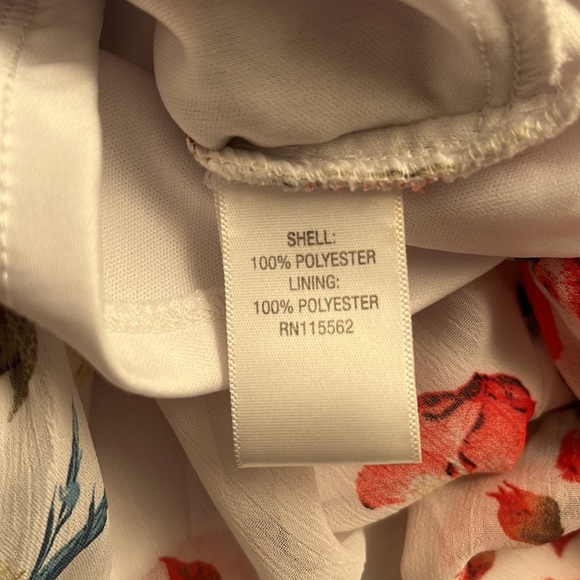 SHELL:
100% POLYESTER
LINING:
100% POLYESTER
RN115562